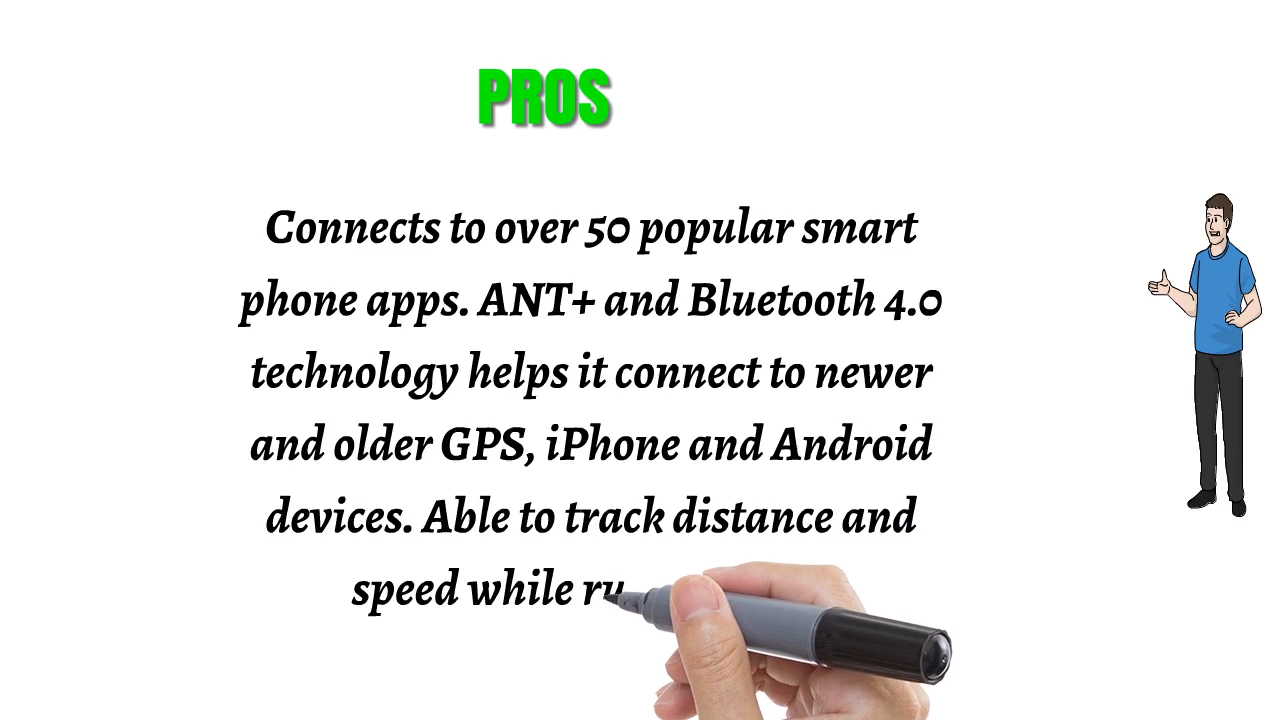 PROS
Connects to over 50 popular smart
phone apps. ANT+ and Bluetooth 4.0
technology helps it connect to newer
and older GPS, iPhone and Android
devices. Able to track distance and
speed while